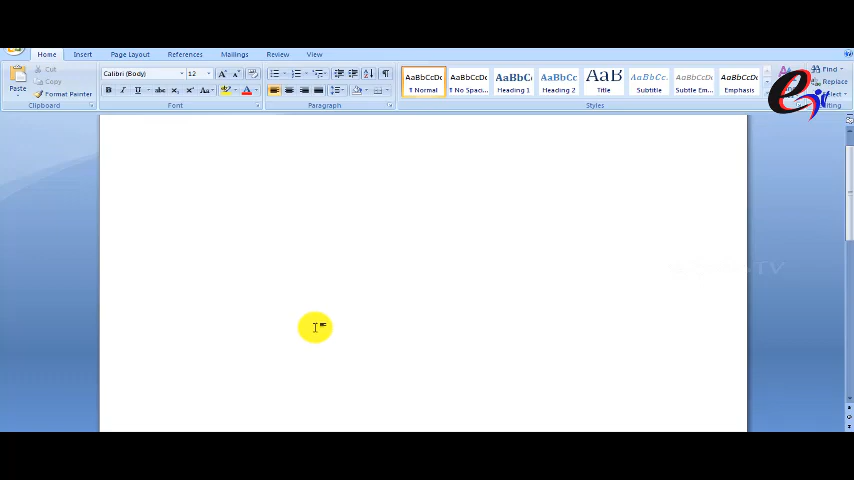 Home Insert Page Layout References Mailings Review View
Calibri (Body) 12
Cut
Copy
Paste
Format Painter
Clipboard
Font
Paragraph
AaBbCcDc AaBbCcDc AaBbC AaBbCc AaB AaBbCc. AaBbCcDc AaBbCcDc
¶ Normal ¶ No Spaci... Heading 1 Heading 2 Title Subtitle Subtle Em... Emphasis
Styles
Find
Replace
TV